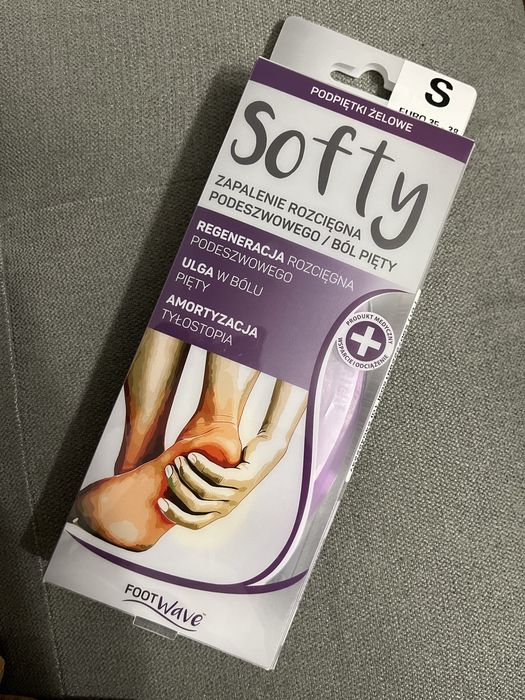 S
EURO 35 - 38
PODPIĘTKI ŻELOWE
Softy
ZAPALENIE ROZCIĘGNA
PODESZWOWEGO / BÓL PIĘTY
REGENERACJA ROZCIĘGNA
PODESZWOWEGO
ULGA W BÓLU
PIĘTY
AMORTYZACJA
TYŁOSTOPIA
PRODUKT MEDYCZNY
WSPARCIE / ODCIĄŻENIE
FOOTWave™